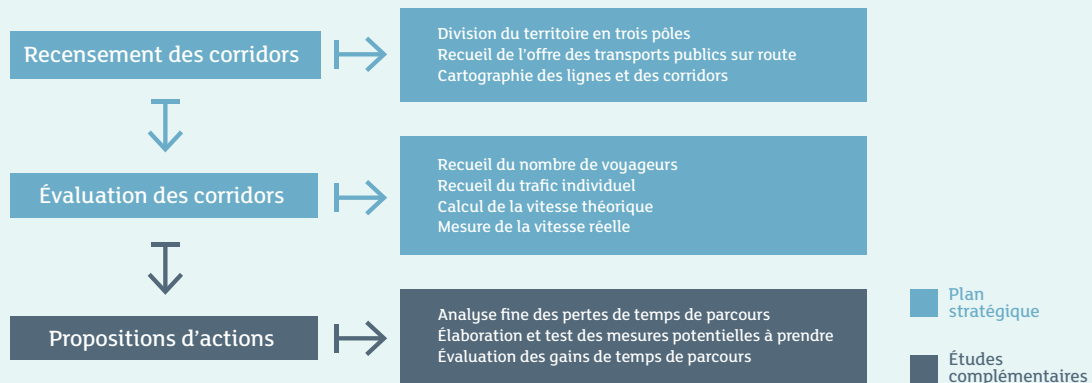 Recensement des corridors
Division du territoire en trois pôles
Recueil de l'offre des transports publics sur route
Cartographie des lignes et des corridors
Évaluation des corridors
Recueil du nombre de voyageurs
Recueil du trafic individuel
Calcul de la vitesse théorique
Mesure de la vitesse réelle
Propositions d'actions
Analyse fine des pertes de temps de parcours
Élaboration et test des mesures potentielles à prendre
Évaluation des gains de temps de parcours
Plan
stratégique
Études
complémentaires